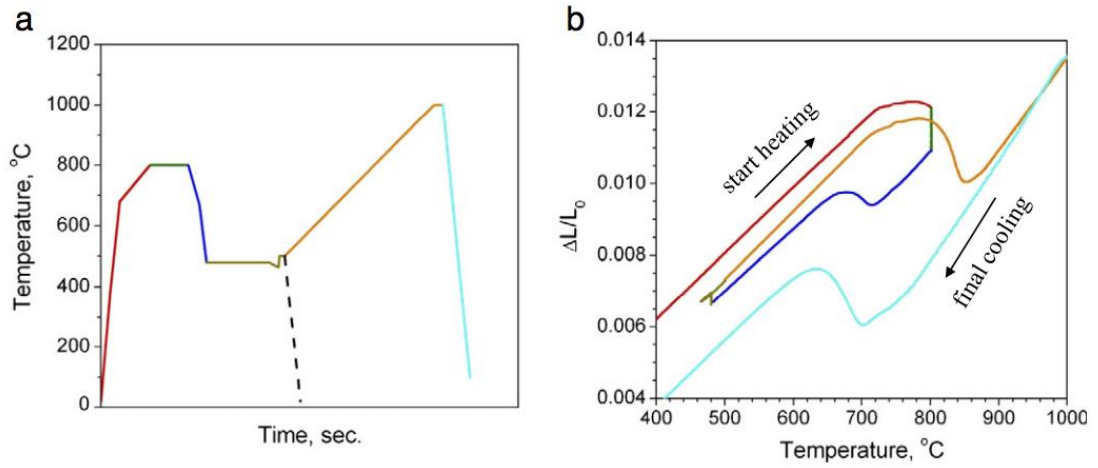 a
1200
1000
800
600
400
200
0
Temperature, °C
Time, sec.
b
0.014
0.012
0.010
0.008
0.006
0.004
ΔL/L₀
400 500 600 700 800 900 1000
Temperature, °C
start heating
final cooling